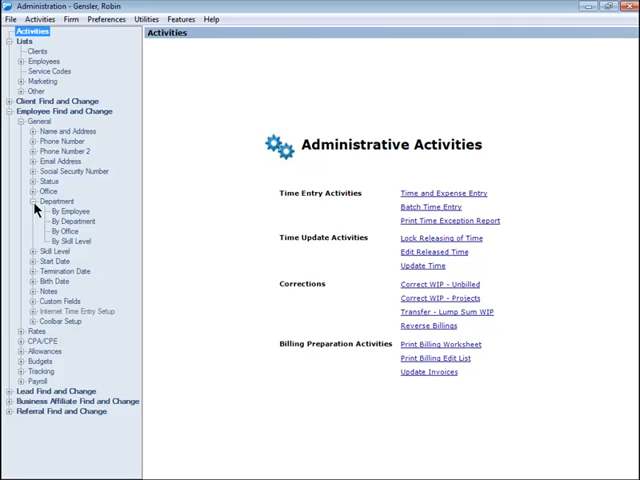 Administration - Gensler, Robin
File Activities Firm Preferences Utilities Features Help
Activities
Lists
Clients
Employees
Service Codes
Marketing
Other
Client Find and Change
Employee Find and Change
General
Name and Address
Phone Number
Phone Number 2
Email Address
Social Security Number
Status
Office
Department
By Employee
By Department
By Office
By Skill Level
Skill Level
Start Date
Termination Date
Birth Date
Notes
Custom Fields
Internet Time Entry Setup
Coolbar Setup
Rates
CPA/CPE
Allowances
Budgets
Tracking
Payroll
Lead Find and Change
Business Affiliate Find and Change
Referral Find and Change
Activities
Administrative Activities
Time Entry Activities
Time and Expense Entry
Batch Time Entry
Print Time Exception Report
Time Update Activities
Lock Releasing of Time
Edit Released Time
Update Time
Corrections
Correct WIP - Unbilled
Correct WIP - Projects
Transfer - Lump Sum WIP
Reverse Billings
Billing Preparation Activities
Print Billing Worksheet
Print Billing Edit List
Update Invoices